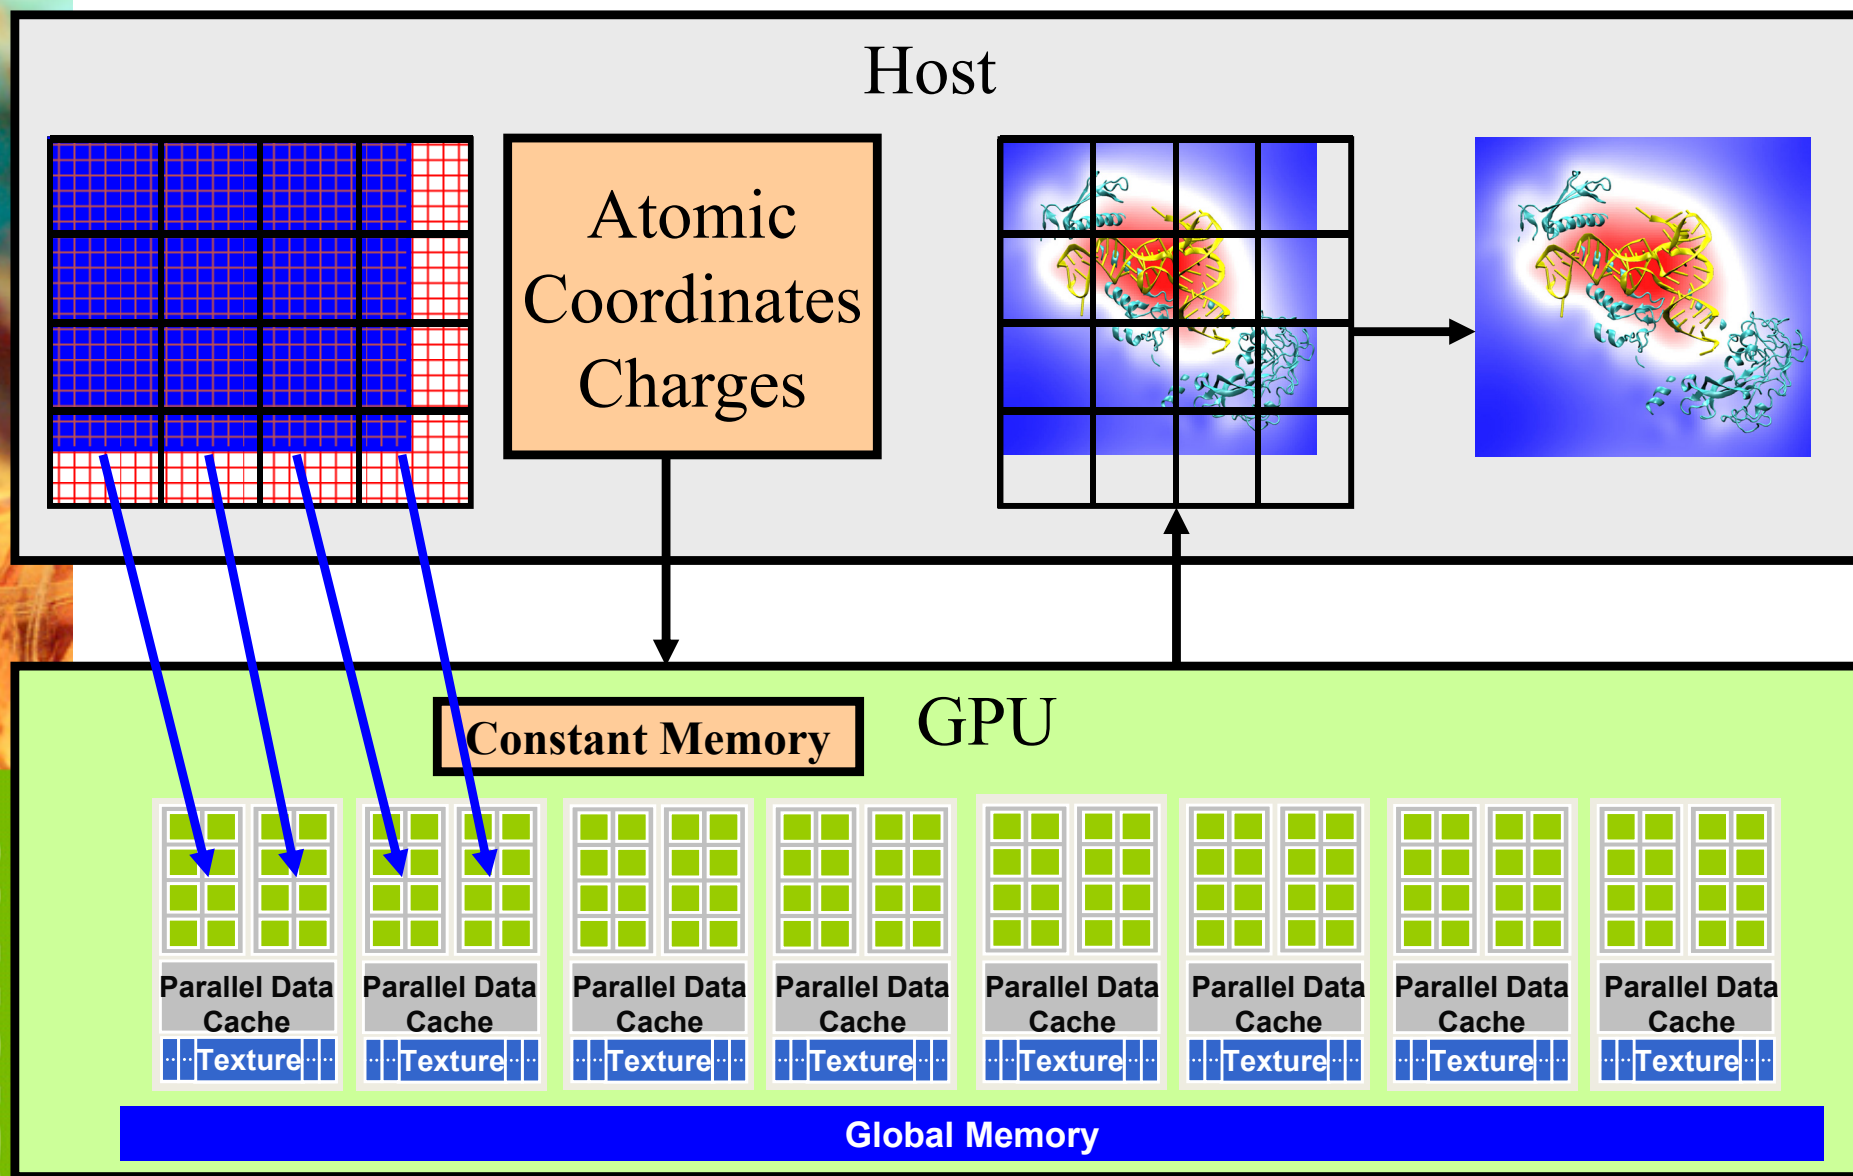 Host
Atomic
Coordinates
Charges
GPU
Constant Memory
Parallel Data
Cache
Parallel Data
Cache
Parallel Data
Cache
Parallel Data
Cache
Parallel Data
Cache
Parallel Data
Cache
Parallel Data
Cache
Parallel Data
Cache
Texture
Texture
Texture
Texture
Texture
Texture
Texture
Texture
Global Memory